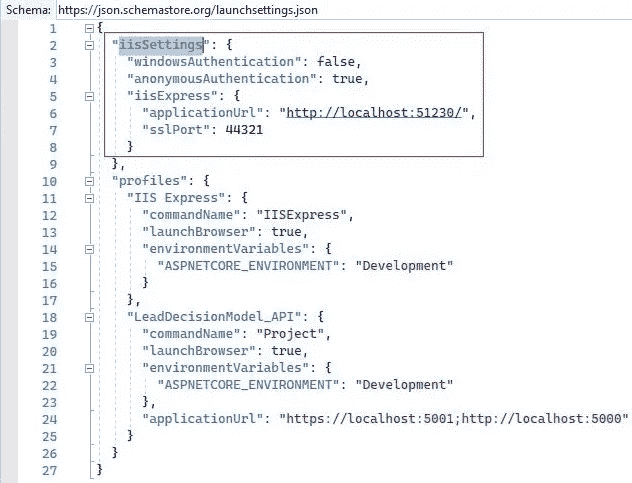 Schema: https://json.schemastore.org/launchsettings.json
1 {
2 "iisSettings": {
3 "windowsAuthentication": false,
4 "anonymousAuthentication": true,
5 "iisExpress": {
6 "applicationUrl": "http://localhost:51230/",
7 "sslPort": 44321
8 }
9 },
10 "profiles": {
11 "IIS Express": {
12 "commandName": "IISExpress",
13 "launchBrowser": true,
14 "environmentVariables": {
15 "ASPNETCORE_ENVIRONMENT": "Development"
16 }
17 },
18 "LeadDecisionModel_API": {
19 "commandName": "Project",
20 "launchBrowser": true,
21 "environmentVariables": {
22 "ASPNETCORE_ENVIRONMENT": "Development"
23 },
24 "applicationUrl": "https://localhost:5001;http://localhost:5000"
25 }
26 }
27 }